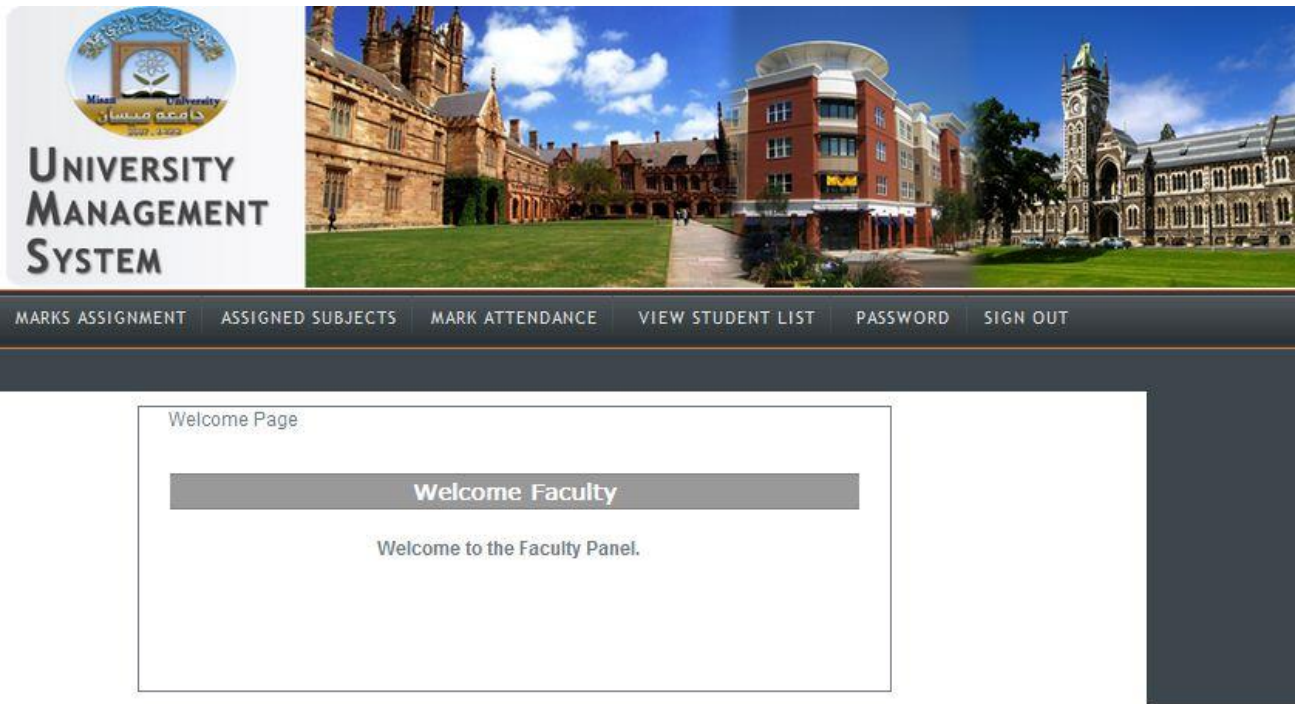 Misan University
جامعة ميسان
UNIVERSITY
MANAGEMENT
SYSTEM
MARKS ASSIGNMENT ASSIGNED SUBJECTS MARK ATTENDANCE VIEW STUDENT LIST PASSWORD SIGN OUT
Welcome Page
Welcome Faculty
Welcome to the Faculty Panel.